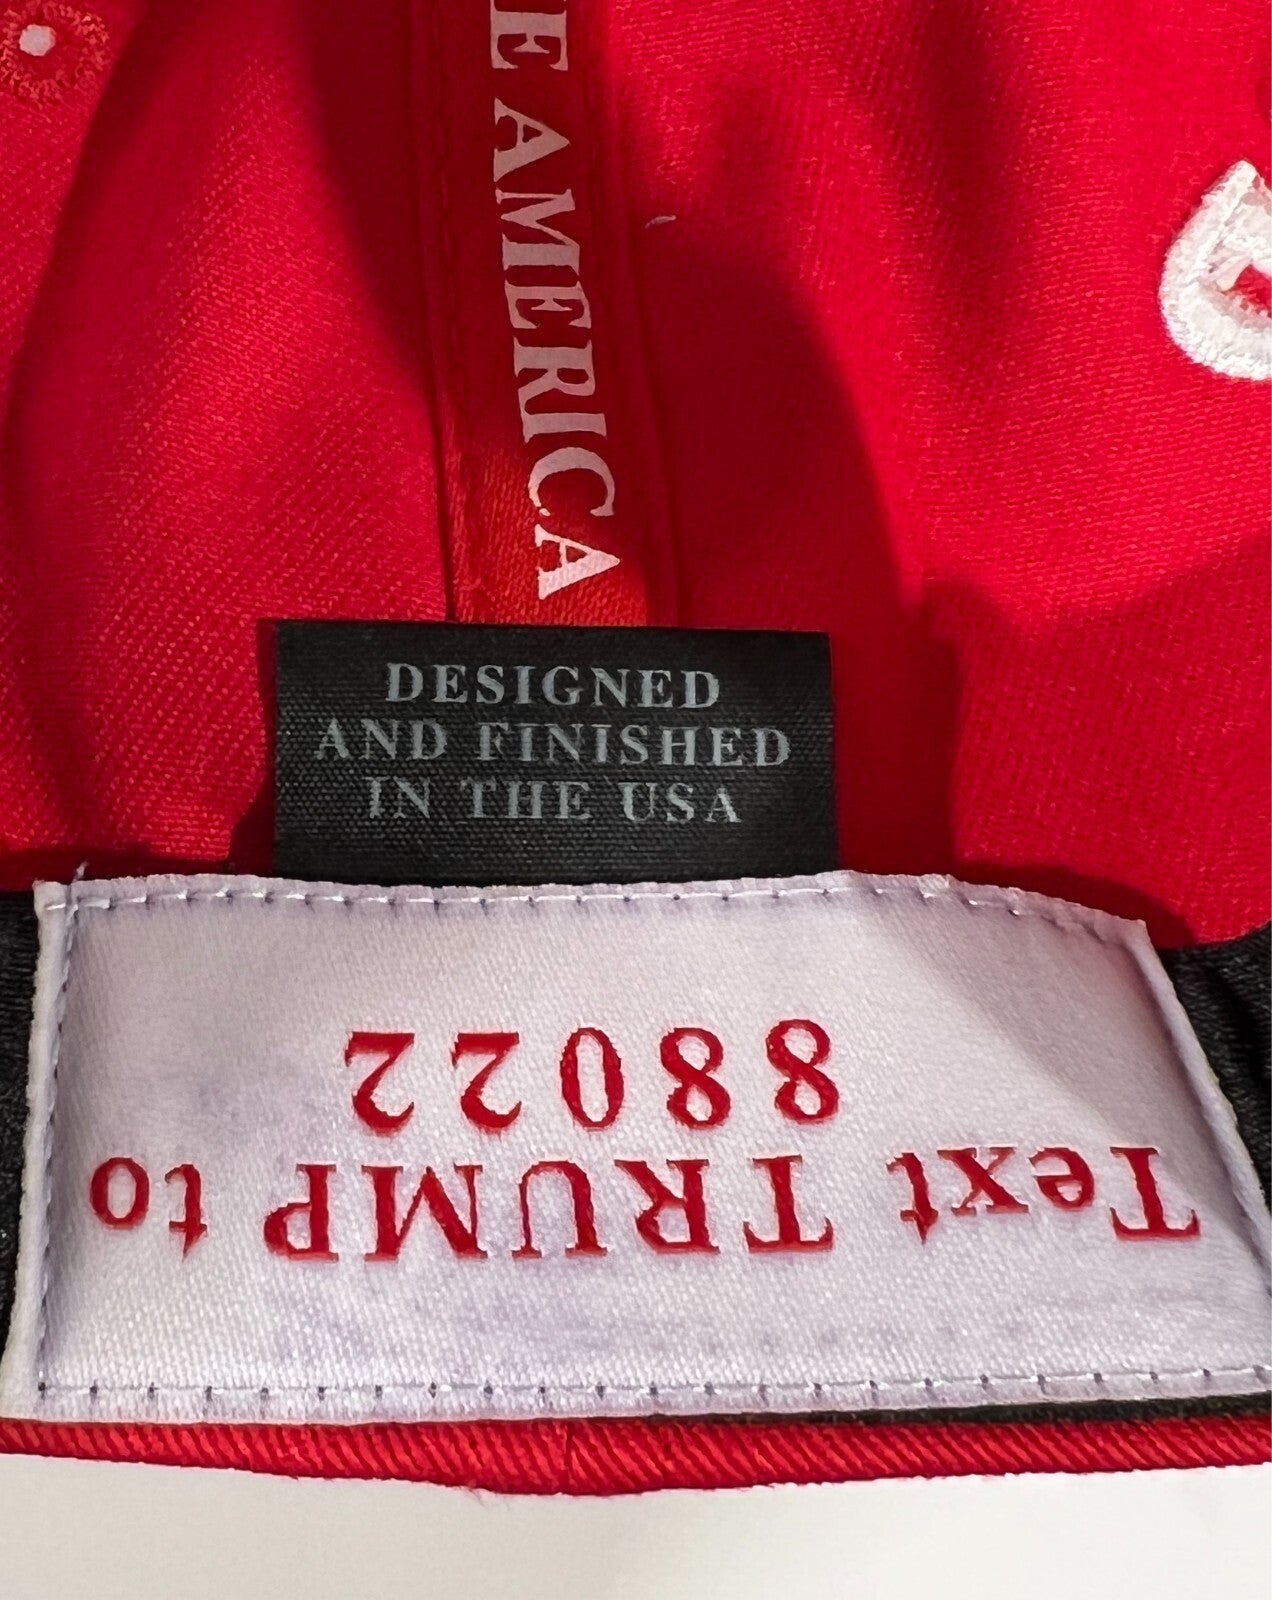 E AMERICA
DESIGNED
AND FINISHED
IN THE USA
Text TRUMP to
88022